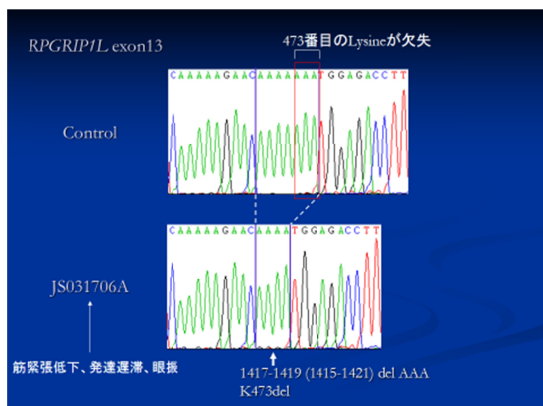 RPGRIP1L exon13
473番目のLysineが欠失
CAAAAAGAACAAAAAAATGGAGACCTT
Control
CAAAAAGAACAAAATGGAGACCTT
JS031706A
筋緊張低下、発達遅滞、眼振
1417-1419 (1415-1421) del AAA
K473del